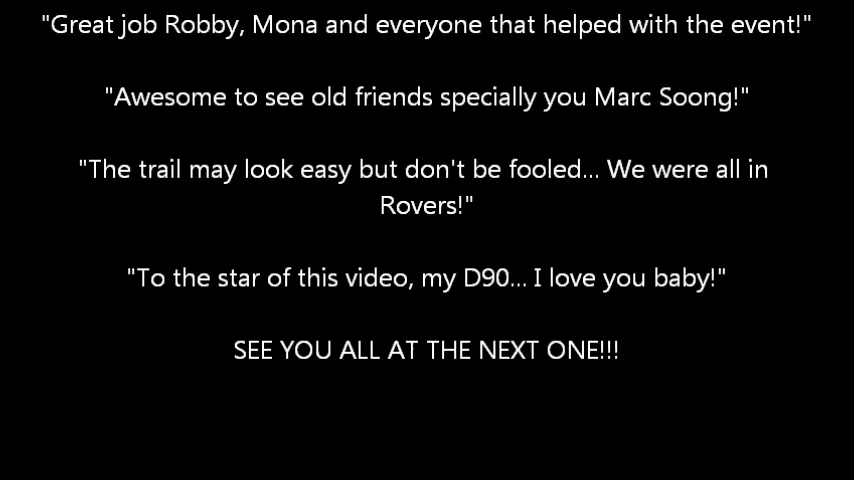 "Great job Robby, Mona and everyone that helped with the event!"
"Awesome to see old friends specially you Marc Soong!"
"The trail may look easy but don't be fooled... We were all in
Rovers!"
"To the star of this video, my D90... I love you baby!"
SEE YOU ALL AT THE NEXT ONE!!!